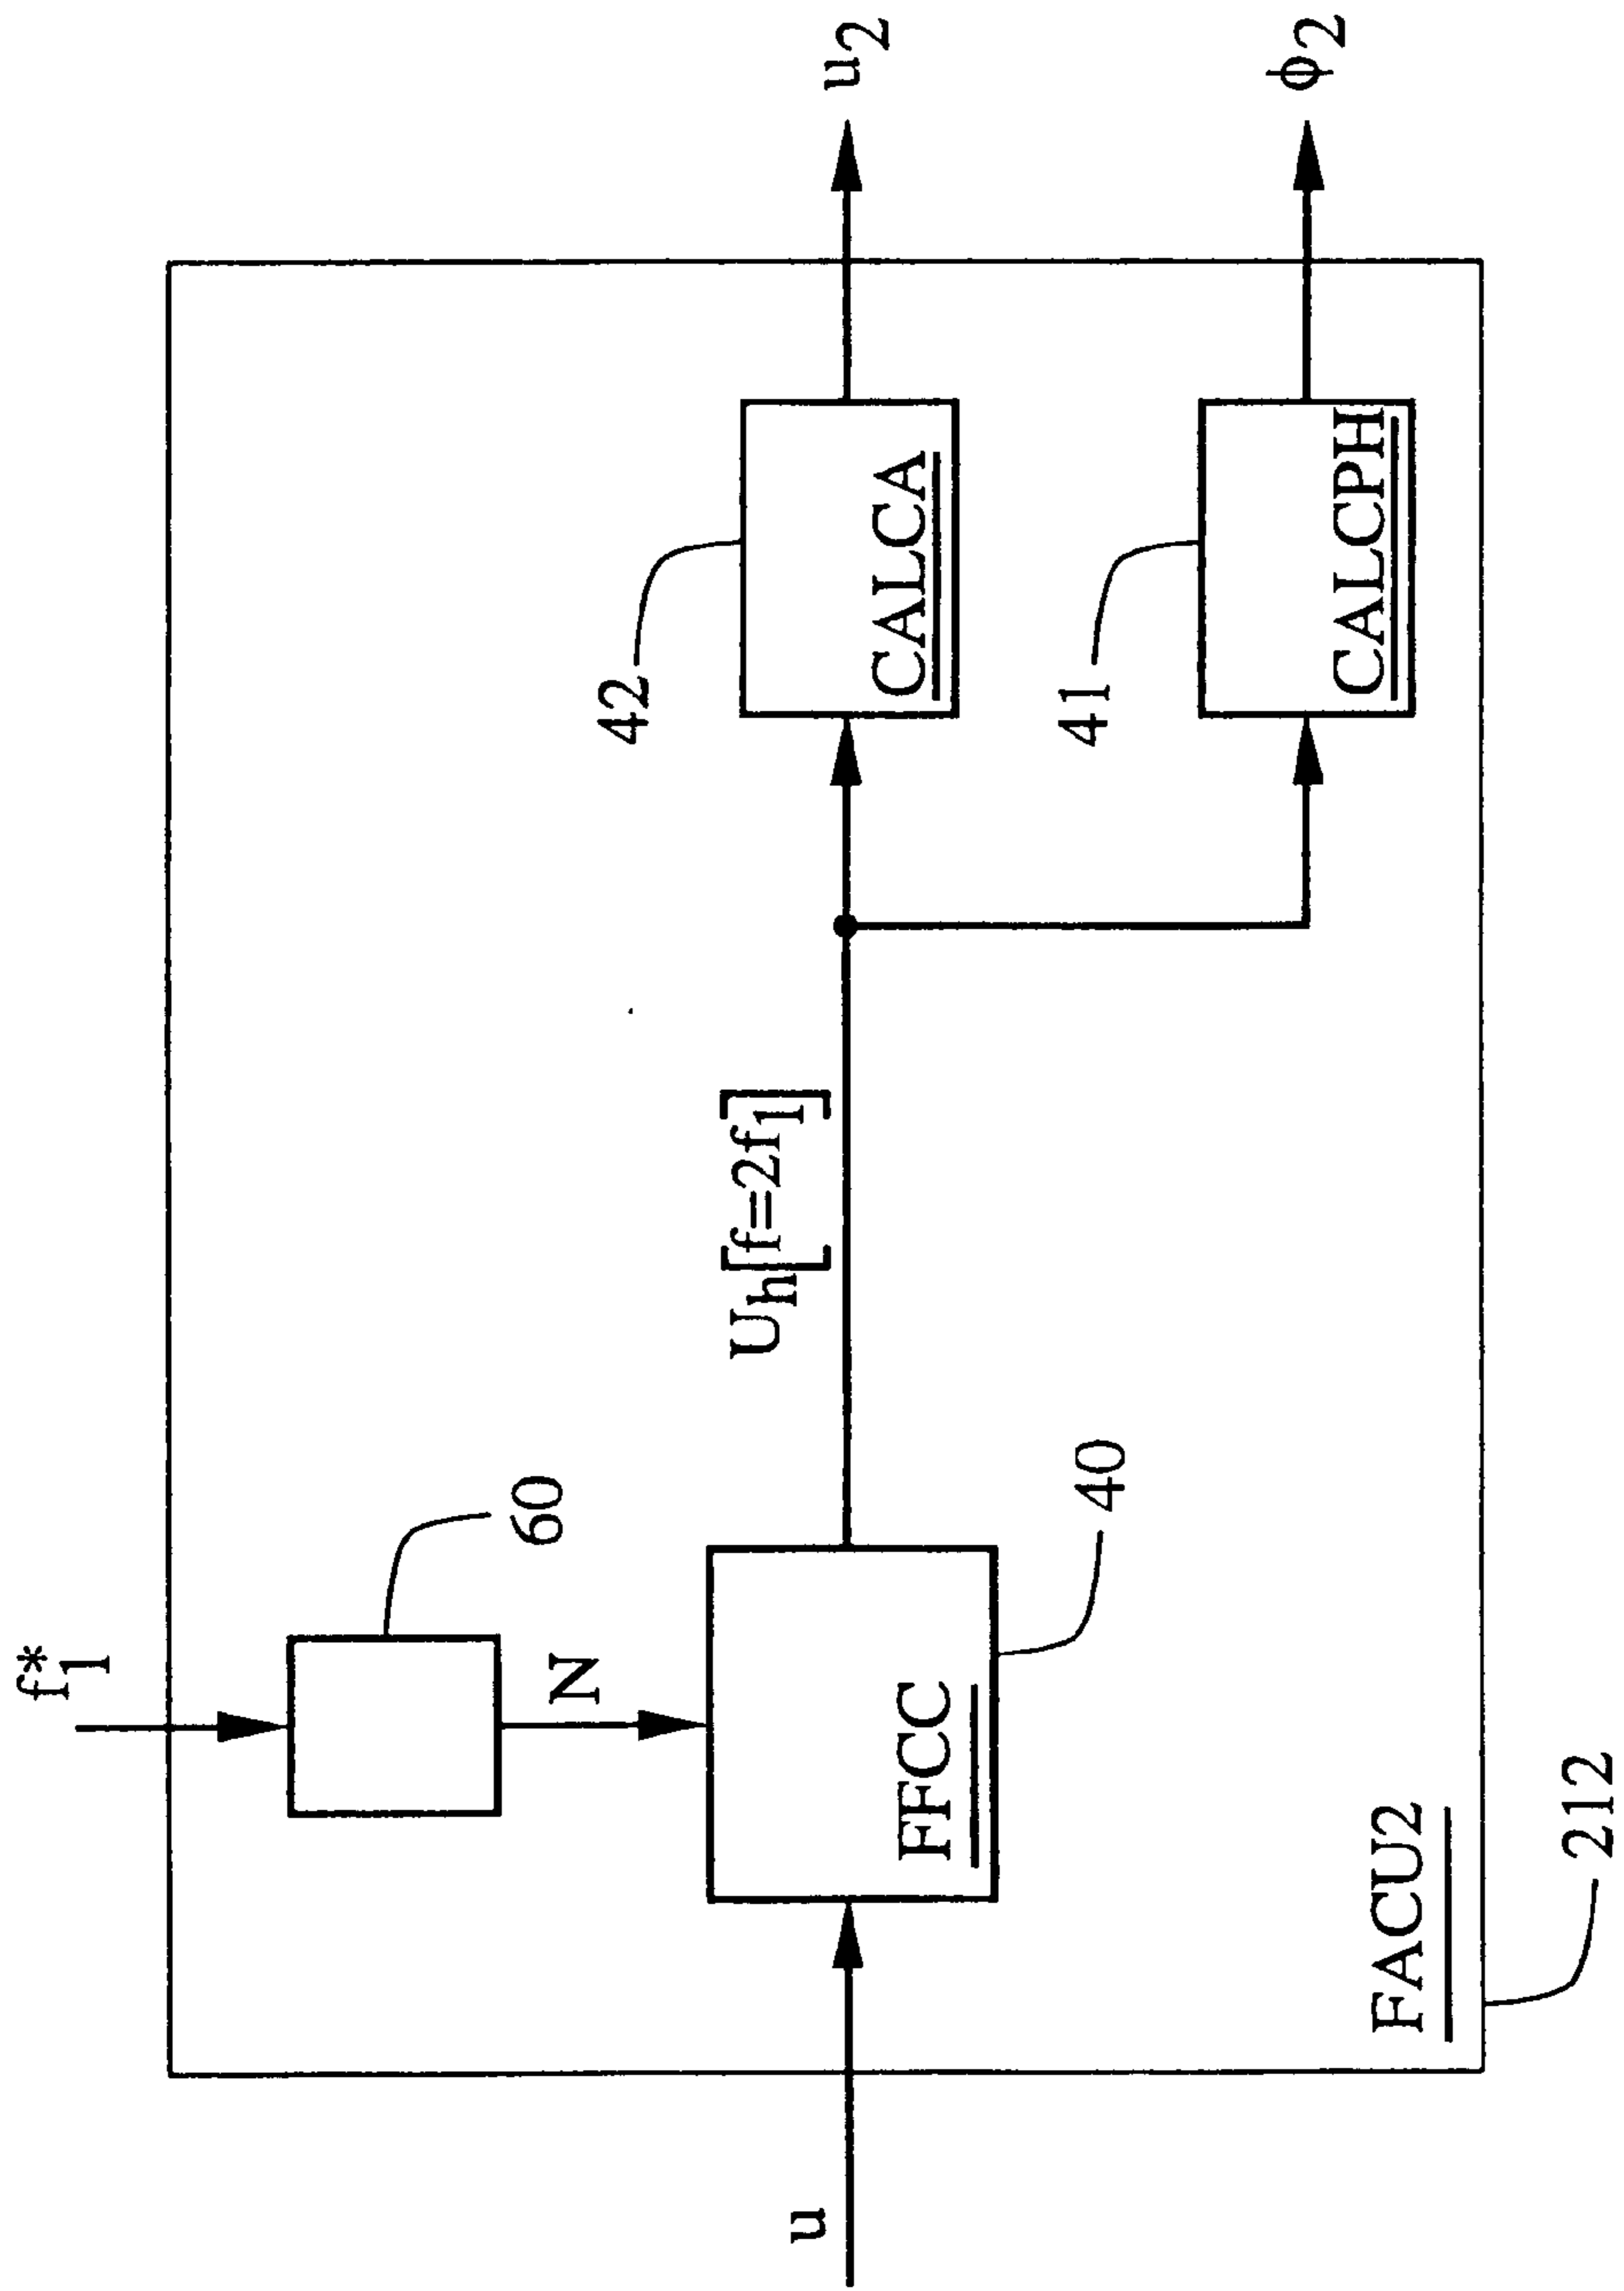 f*1
60
N
u
FFCC
40
Uh[f=2f1]
42
CALCA
u2
41
CALCPH
ϕ2
FACU2
212